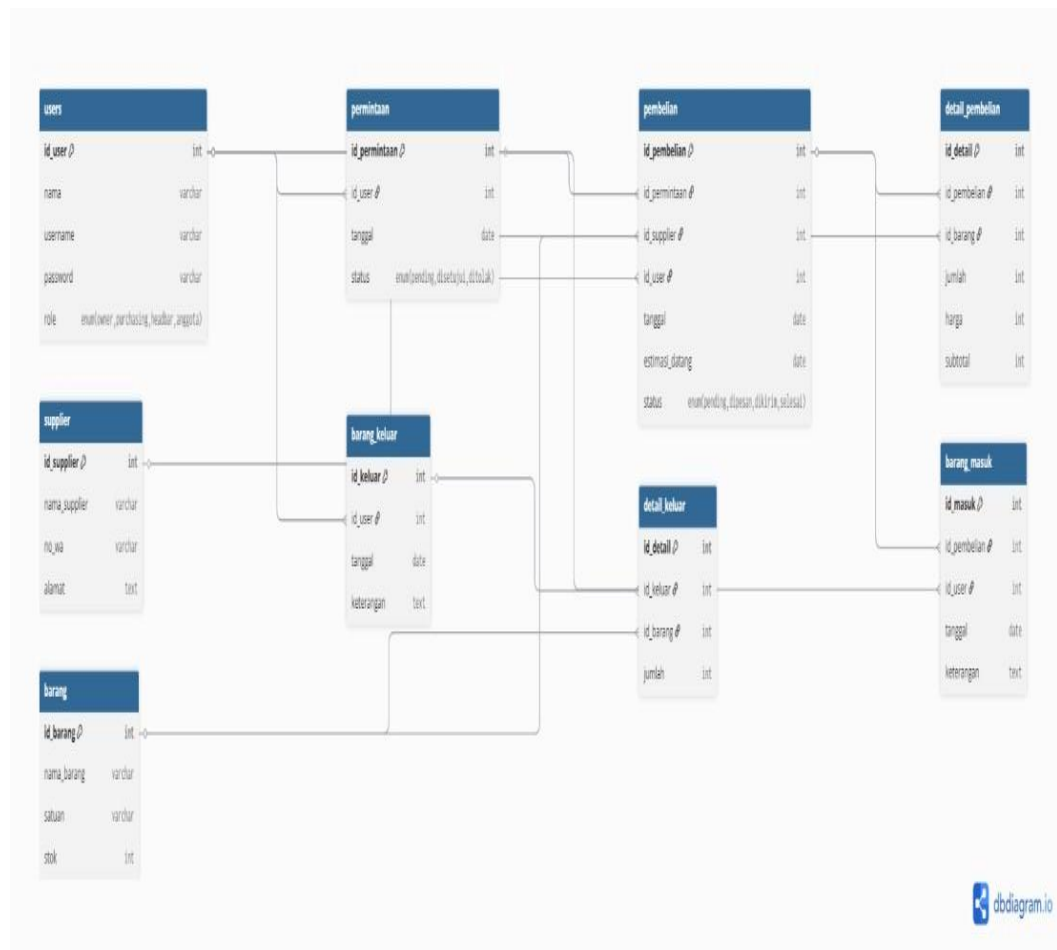 users
id_user int
nama varchar
username varchar
password varchar
role enum(owner,purchasing,headbar,anggota)
permintaan
id_permintaan int
id_user int
tanggal date
status enum(pending,disetujui,ditolak)
pembelian
id_pembelian int
id_permintaan int
id_supplier int
id_user int
tanggal date
estimasi_datang date
status enum(pending,dipesan,dikirim,selesai)
detail_pembelian
id_detail int
id_pembelian int
id_barang int
jumlah int
harga int
subtotal int
supplier
id_supplier int
nama_supplier varchar
no_wa varchar
alamat text
barang_keluar
id_keluar int
id_user int
tanggal date
keterangan text
detail_keluar
id_detail int
id_keluar int
id_barang int
jumlah int
barang_masuk
id_masuk int
id_pembelian int
id_user int
tanggal date
keterangan text
barang
id_barang int
nama_barang varchar
satuan varchar
stok int
dbdiagram.io